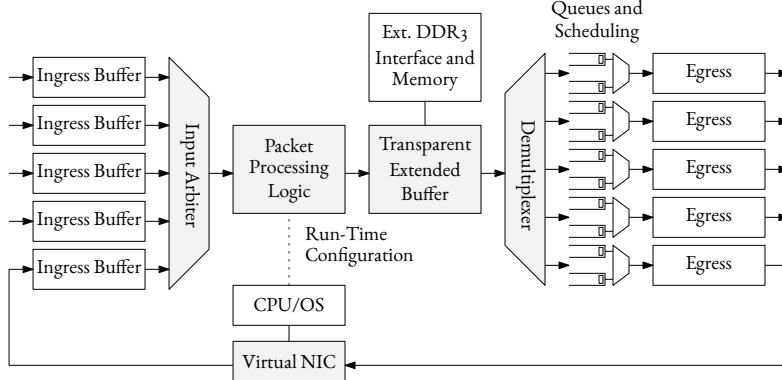 Queues and
Scheduling
Ext. DDR3
Interface and
Memory
Ingress Buffer
Ingress Buffer
Ingress Buffer
Ingress Buffer
Ingress Buffer
Input Arbiter
Packet
Processing
Logic
Transparent
Extended
Buffer
Demultiplexer
Egress
Egress
Egress
Egress
Egress
Run-Time
Configuration
CPU/OS
Virtual NIC